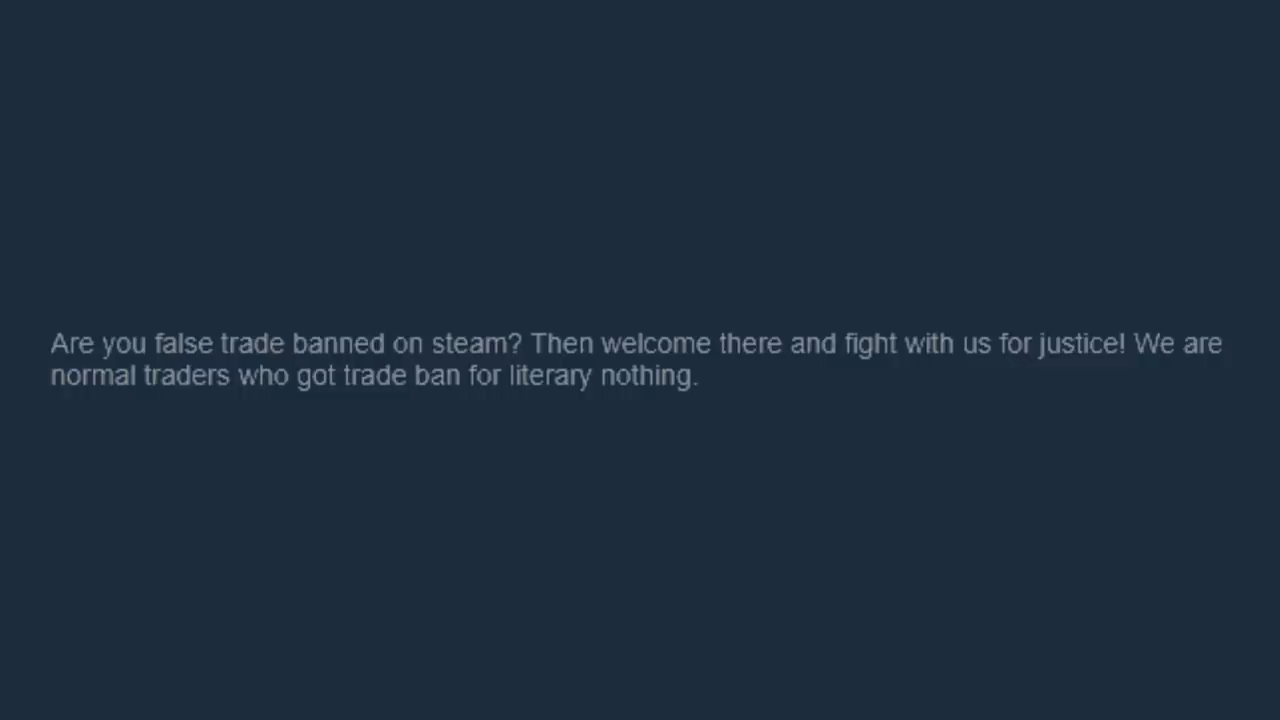 Are you false trade banned on steam? Then welcome there and fight with us for justice! We are
normal traders who got trade ban for literary nothing.